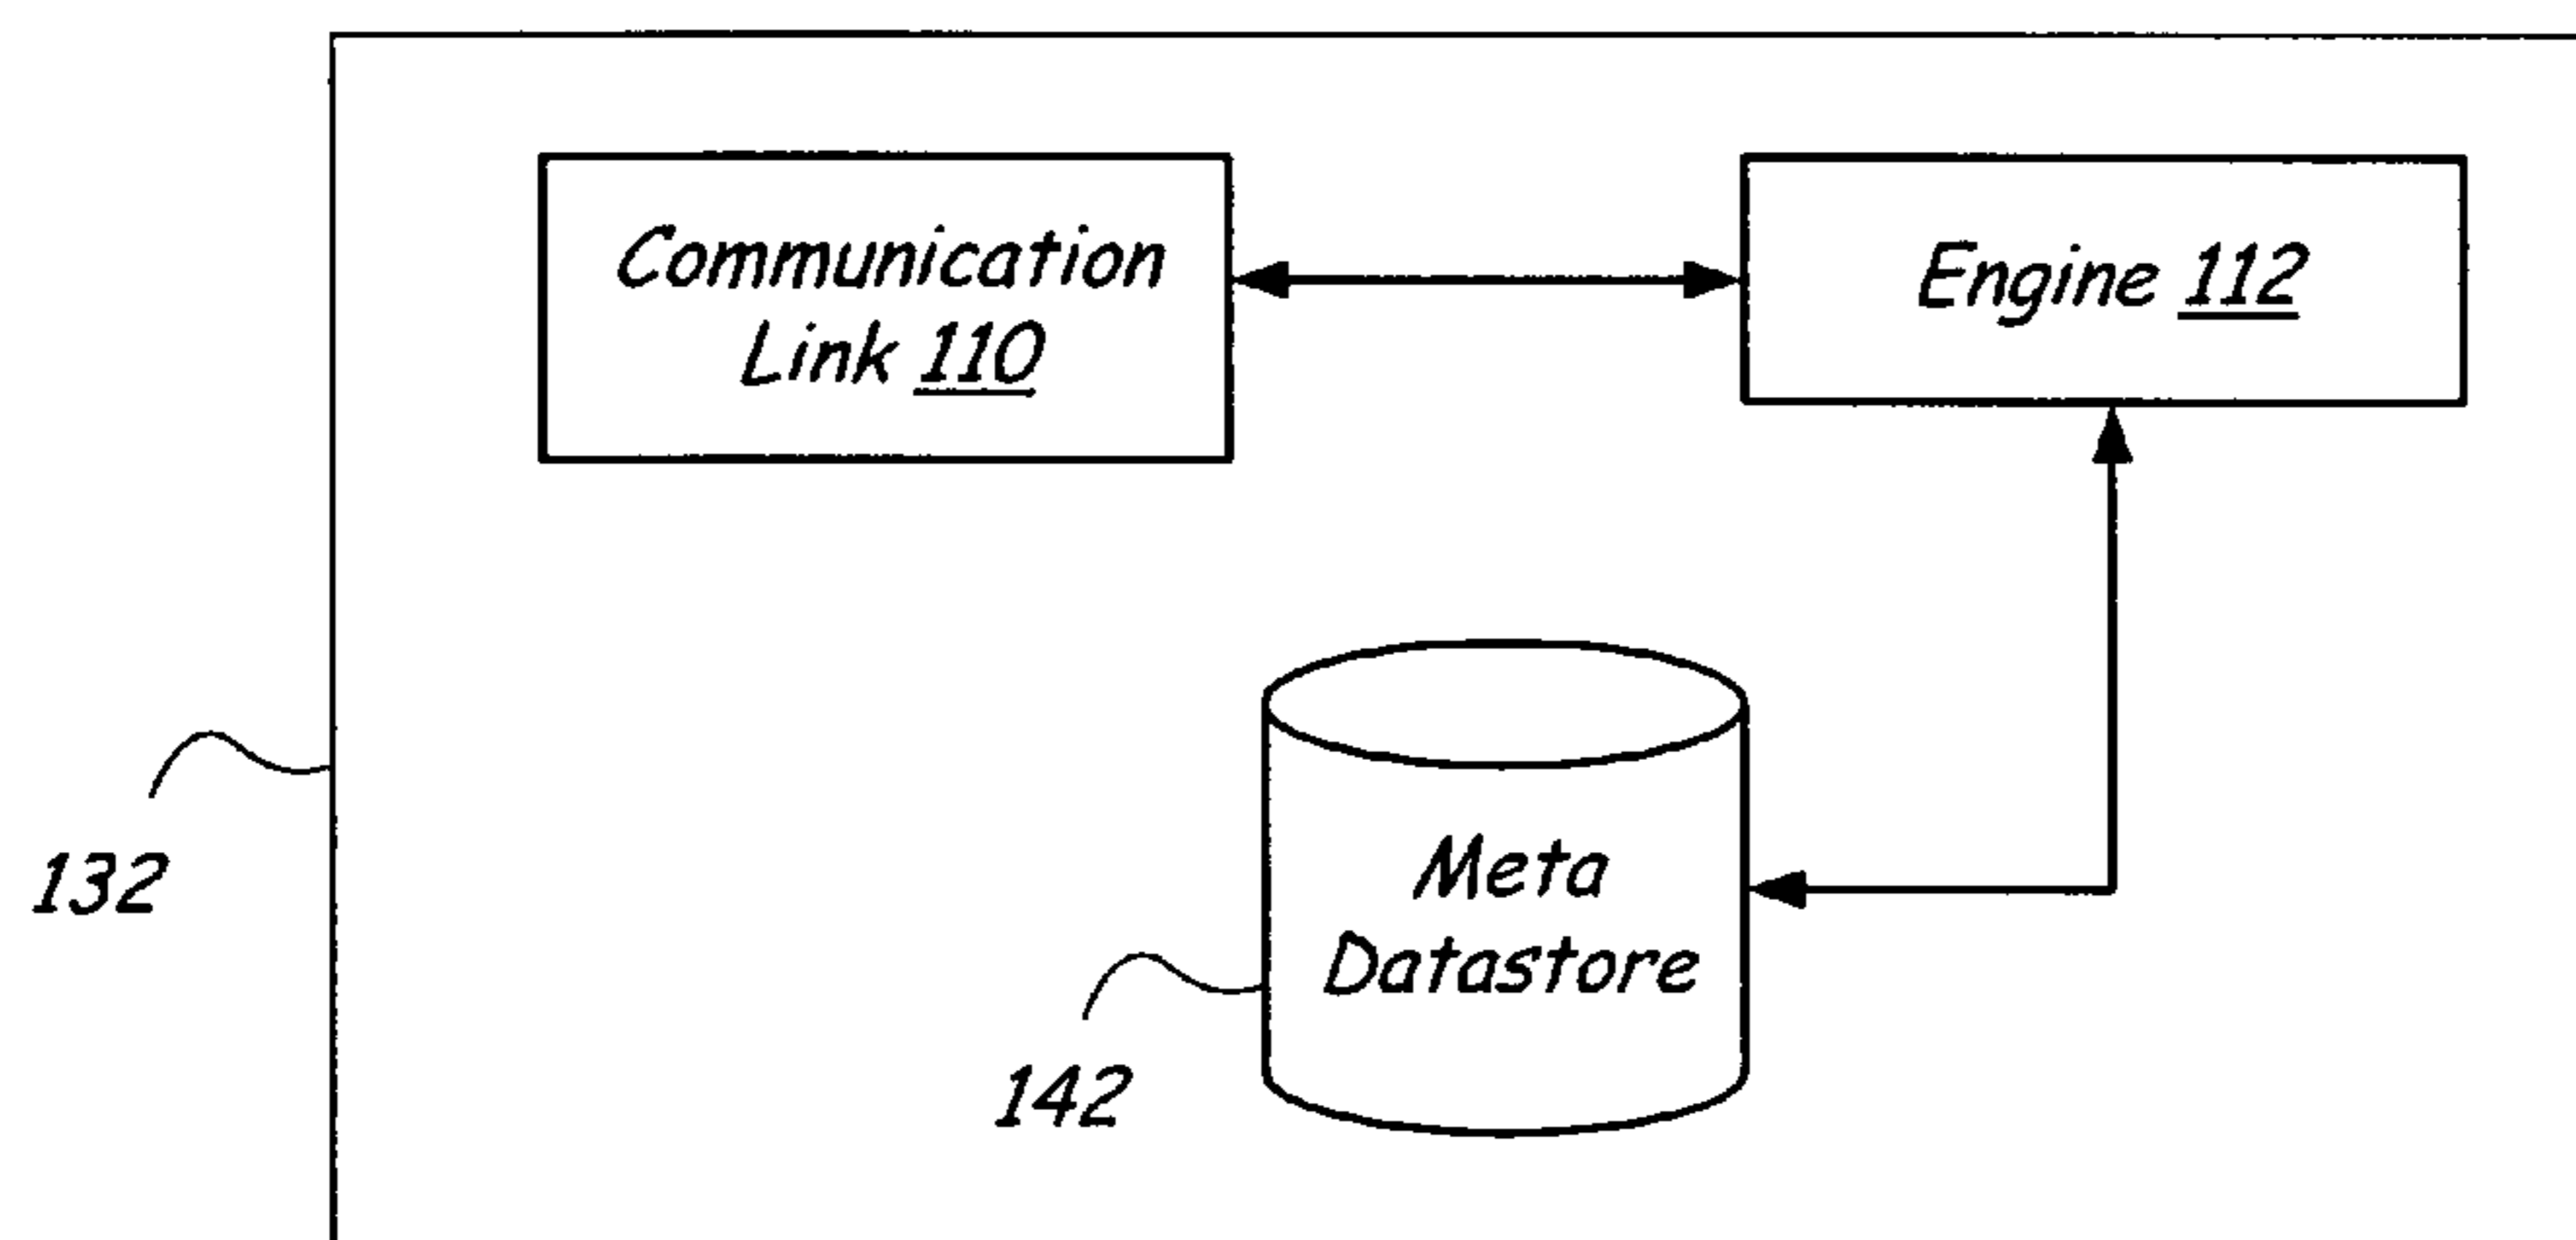 Communication
Link 110
Engine 112
Meta
Datastore
132
142